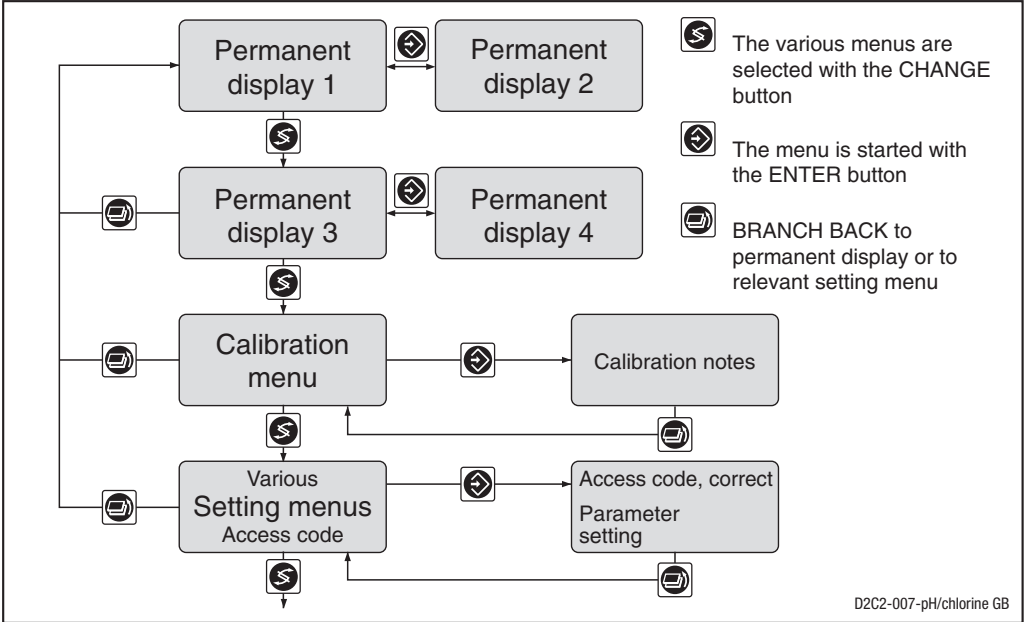 Permanent
display 1
Permanent
display 2
The various menus are
selected with the CHANGE
button
The menu is started with
the ENTER button
Permanent
display 3
Permanent
display 4
BRANCH BACK to
permanent display or to
relevant setting menu
Calibration
menu
Calibration notes
Various
Setting menus
Access code
Access code, correct
Parameter
setting
D2C2-007-pH/chlorine GB